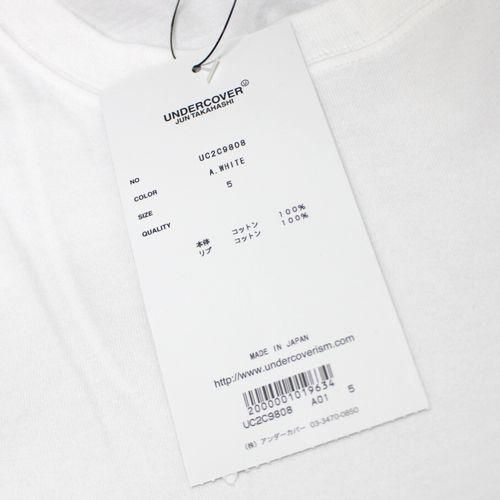 UNDERCOVER
JUN TAKAHASHI
NO UC2C9808
COLOR A.WHITE
SIZE 5
QUALITY
本体 コットン 100%
リブ コットン 100%
MADE IN JAPAN
http://www.undercoverism.com
2000001019634
UC2C9808 A01 5
(株) アンダーカバー 03-3470-0850